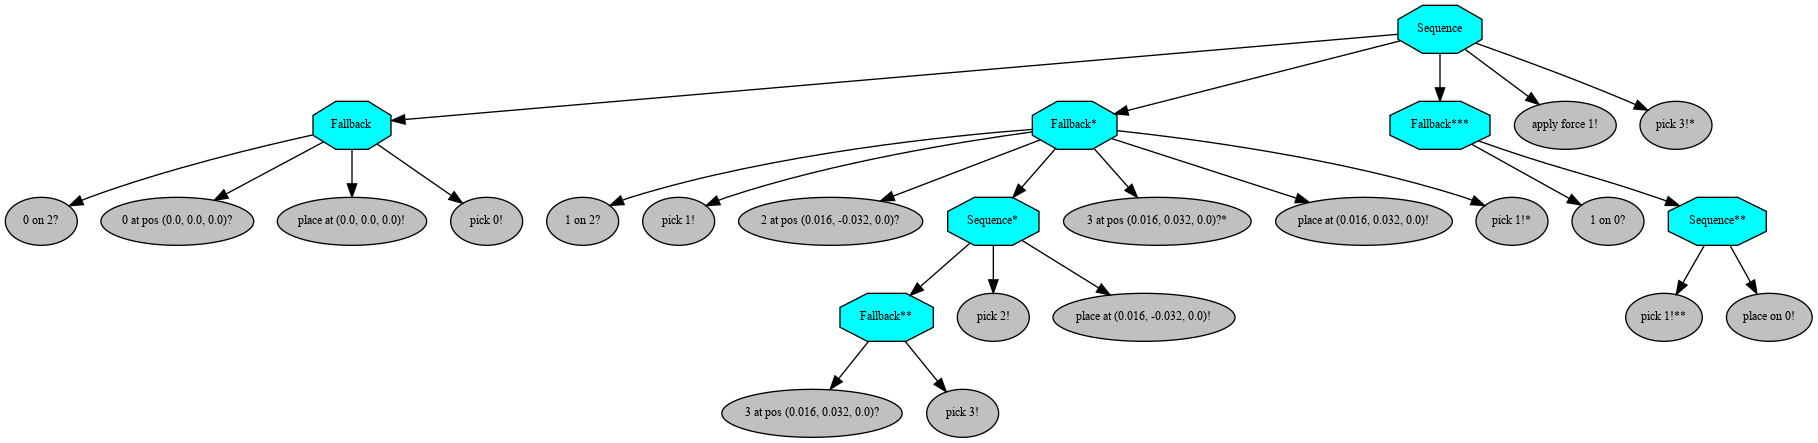 Sequence
Fallback
Fallback*
Fallback***
apply force 1!
pick 3!*
0 on 2?
0 at pos (0.0, 0.0, 0.0)?
place at (0.0, 0.0, 0.0)!
pick 0!
1 on 2?
pick 1!
2 at pos (0.016, -0.032, 0.0)?
Sequence*
3 at pos (0.016, 0.032, 0.0)?*
place at (0.016, 0.032, 0.0)!
pick 1!*
1 on 0?
Sequence**
Fallback**
pick 2!
place at (0.016, -0.032, 0.0)!
pick 1!**
place on 0!
3 at pos (0.016, 0.032, 0.0)?
pick 3!